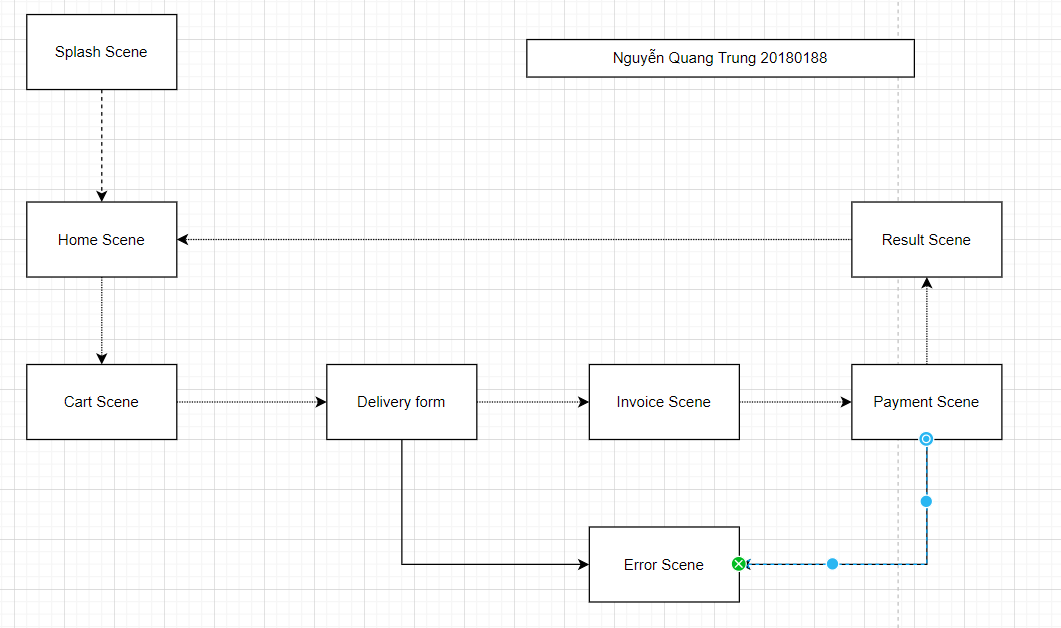 Splash Scene
Nguyễn Quang Trung 20180188
Home Scene
Result Scene
Cart Scene
Delivery form
Invoice Scene
Payment Scene
Error Scene